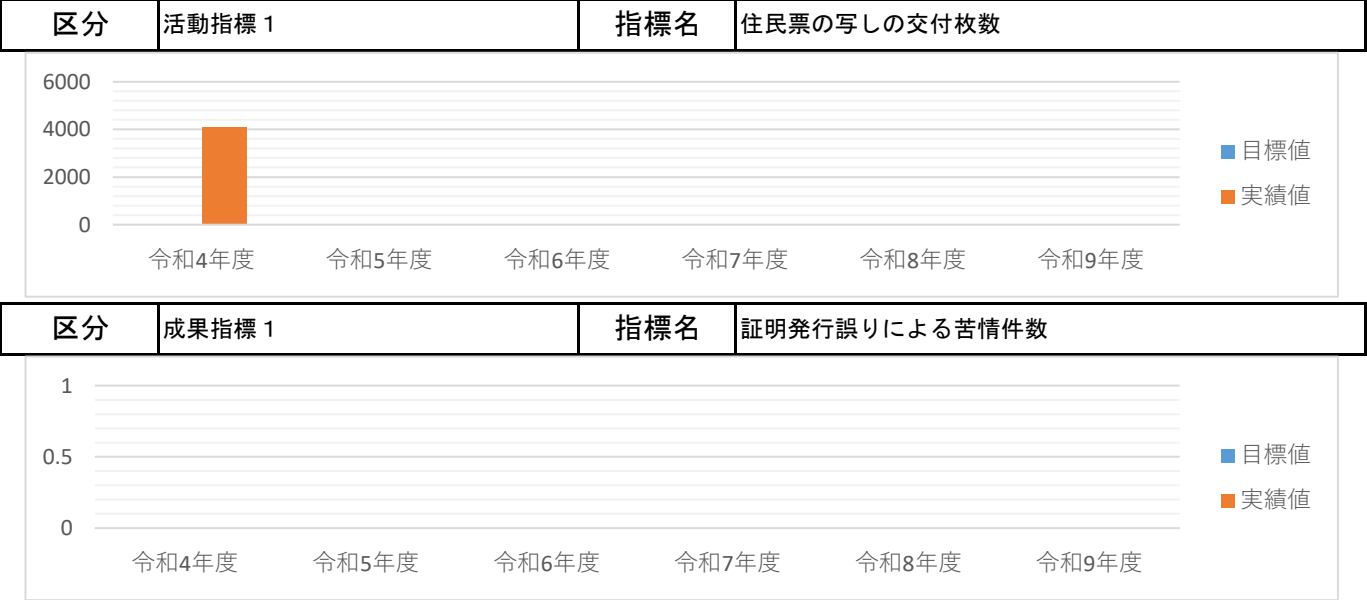 区分 活動指標1 指標名 住民票の写しの交付枚数
6000
4000
2000
0
目標値
実績値
令和4年度 令和5年度 令和6年度 令和7年度 令和8年度 令和9年度
区分 成果指標1 指標名 証明発行誤りによる苦情件数
1
0.5
0
目標値
実績値
令和4年度 令和5年度 令和6年度 令和7年度 令和8年度 令和9年度